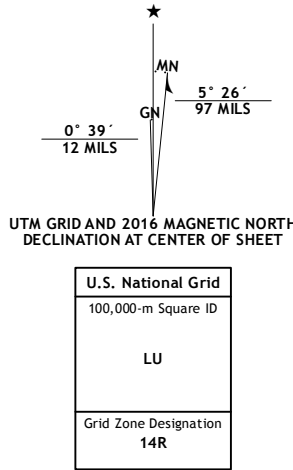 ★
MN
GN
5° 26´
97 MILS
0° 39´
12 MILS
UTM GRID AND 2016 MAGNETIC NORTH
DECLINATION AT CENTER OF SHEET
U.S. National Grid
100,000-m Square ID
LU
Grid Zone Designation
14R